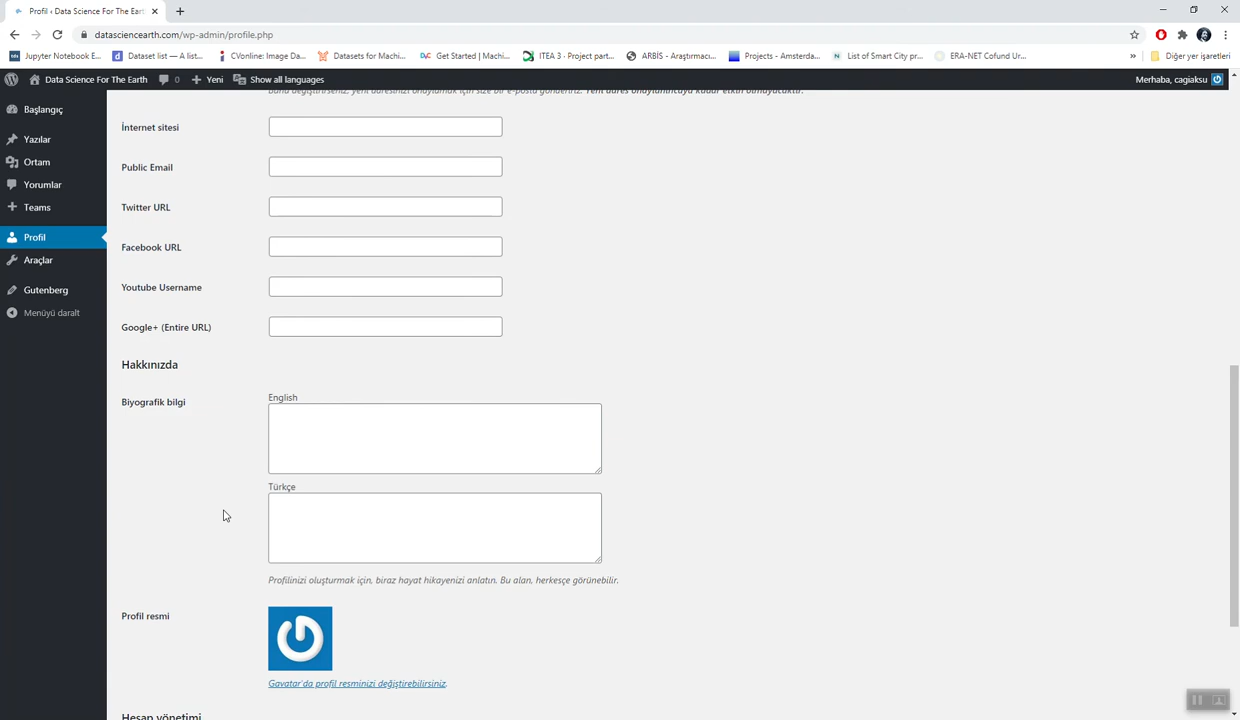 Profil ‹ Data Science For The Ear
datascienceearth.com/wp-admin/profile.php
Jupyter Notebook E...
Dataset list — A list...
CVonline: Image Da...
Datasets for Machi...
Get Started | Machi...
ITEA 3 · Project part...
ARBİS - Araştırmacı...
Projects - Amsterda...
List of Smart City pr...
ERA-NET Cofund Ur...
»
Diğer yer işaretleri
Data Science For The Earth
0
Yeni
Show all languages
Merhaba, cagiaksu
Başlangıç
Yazılar
Ortam
Yorumlar
Teams
Profil
Araçlar
Gutenberg
Menüyü daralt
Bunu değiştirirseniz, yeni adresinizi onaylamak için size bir e-posta göndeririz. Yeni adres onaylanıncaya kadar etkin olmayacaktır.
İnternet sitesi
Public Email
Twitter URL
Facebook URL
Youtube Username
Google+ (Entire URL)
Hakkınızda
Biyografik bilgi
English
Türkçe
Profilinizi oluşturmak için, biraz hayat hikayenizi anlatın. Bu alan, herkesçe görünebilir.
Profil resmi
Gavatar'da profil resminizi değiştirebilirsiniz.
Hesap yönetimi